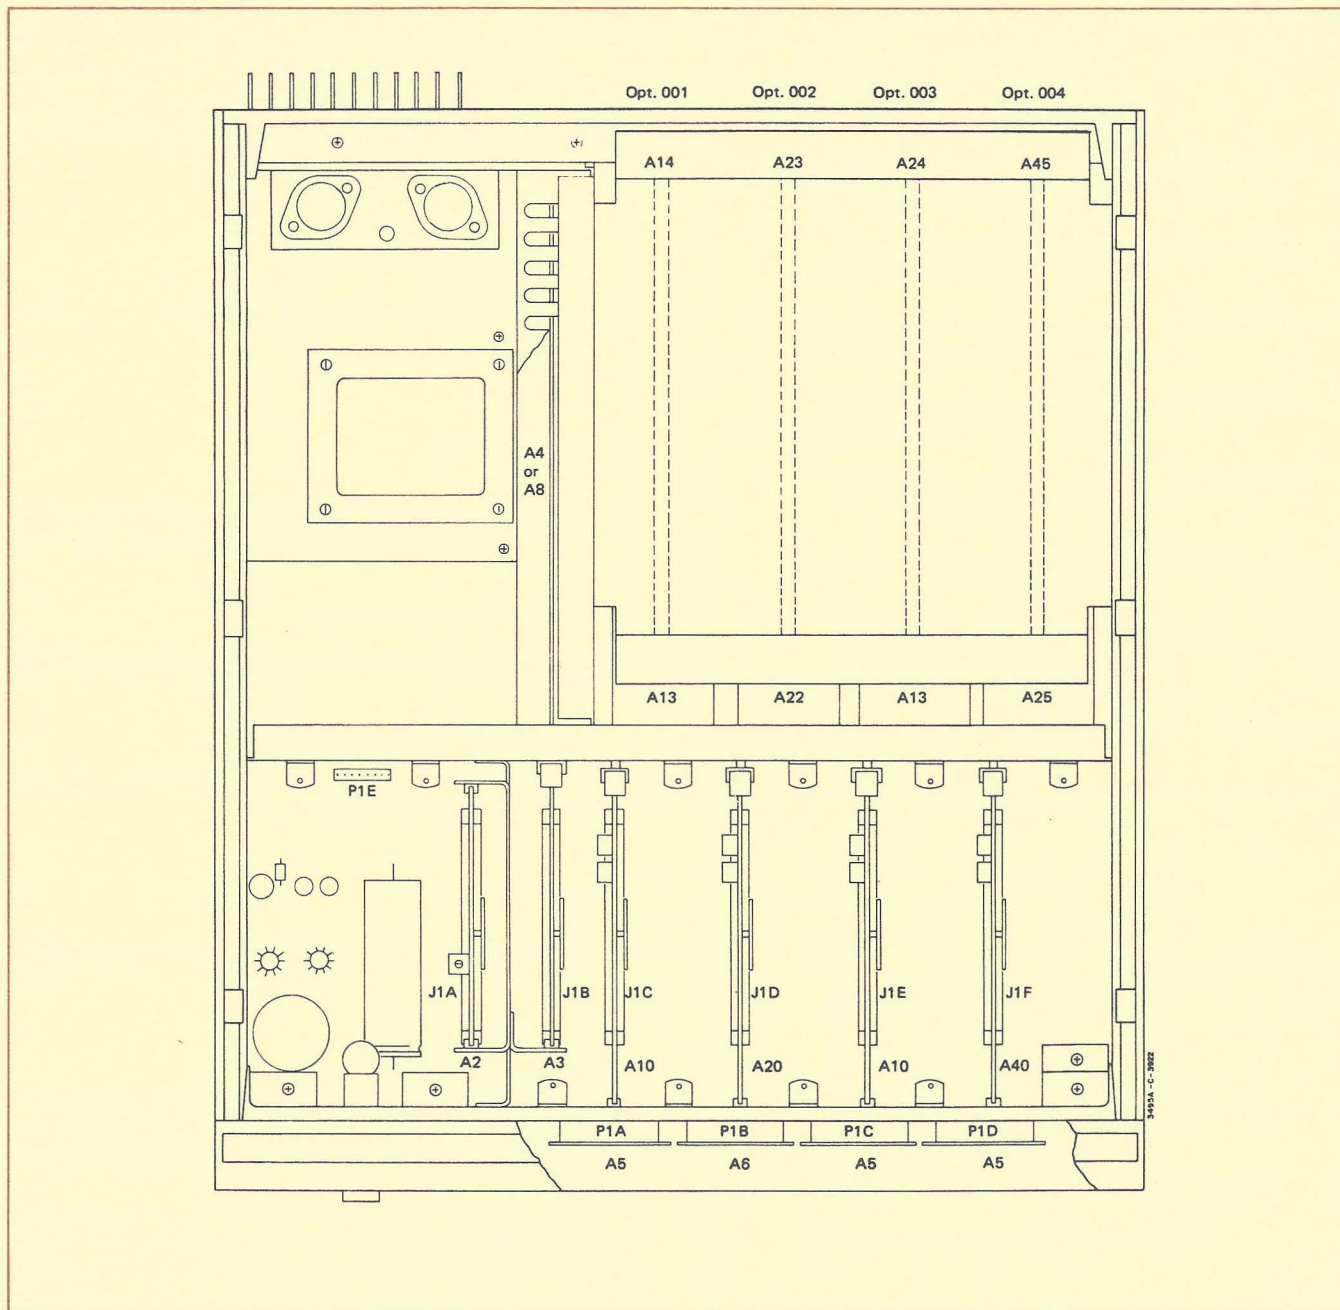 Opt. 001 Opt. 002 Opt. 003 Opt. 004
A14 A23 A24 A45
A4
or
A8
A13 A22 A13 A25
P1E
J1A J1B J1C J1D J1E J1F
A2 A3 A10 A20 A10 A40
3495A-C-3922
P1A P1B P1C P1D
A5 A6 A5 A5